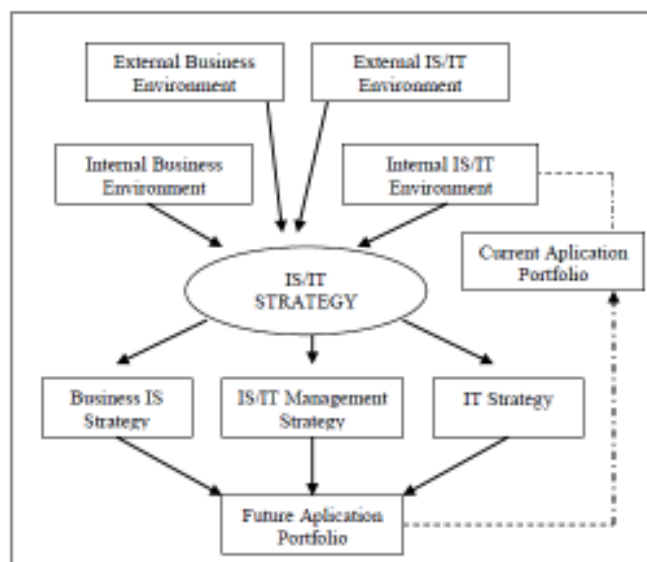 External Business
Environment
External IS/IT
Environment
Internal Business
Environment
Internal IS/IT
Environment
Current Aplication
Portfolio
IS/IT
STRATEGY
Business IS
Strategy
IS/IT Management
Strategy
IT Strategy
Future Aplication
Portfolio